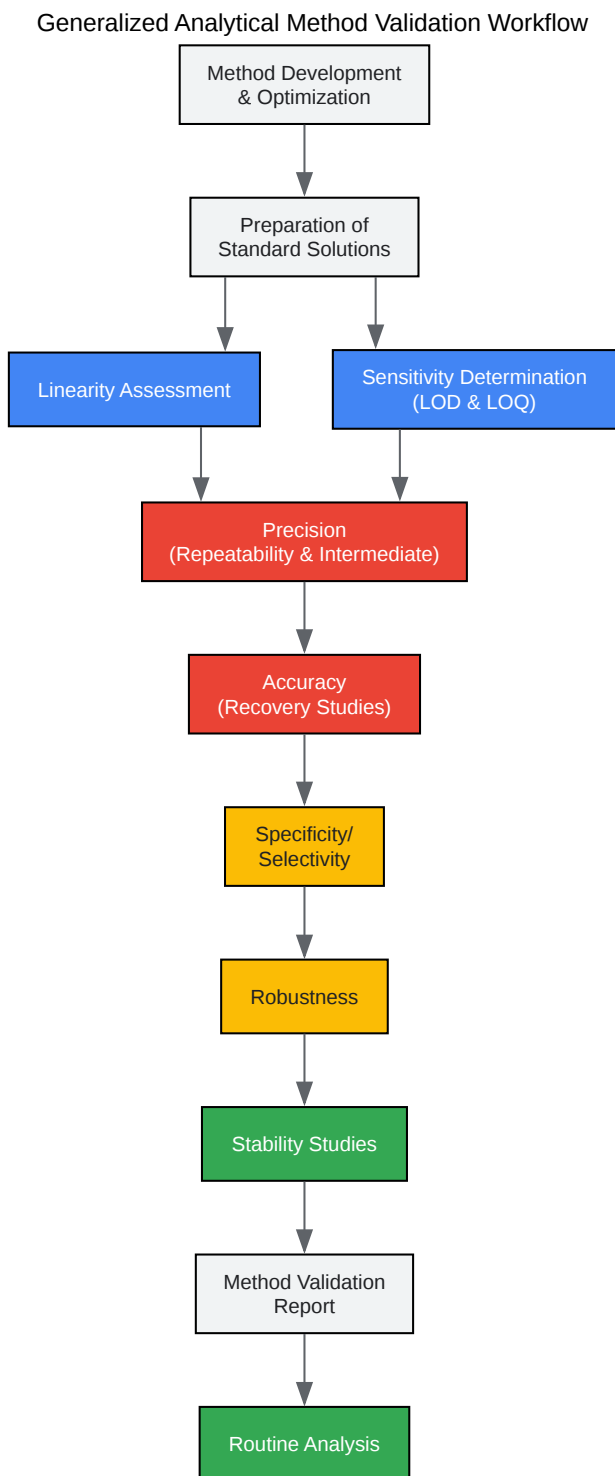 Generalized Analytical Method Validation Workflow
Method Development
& Optimization
Preparation of
Standard Solutions
Linearity Assessment
Sensitivity Determination
(LOD & LOQ)
Precision
(Repeatability & Intermediate)
Accuracy
(Recovery Studies)
Specificity/
Selectivity
Robustness
Stability Studies
Method Validation
Report
Routine Analysis